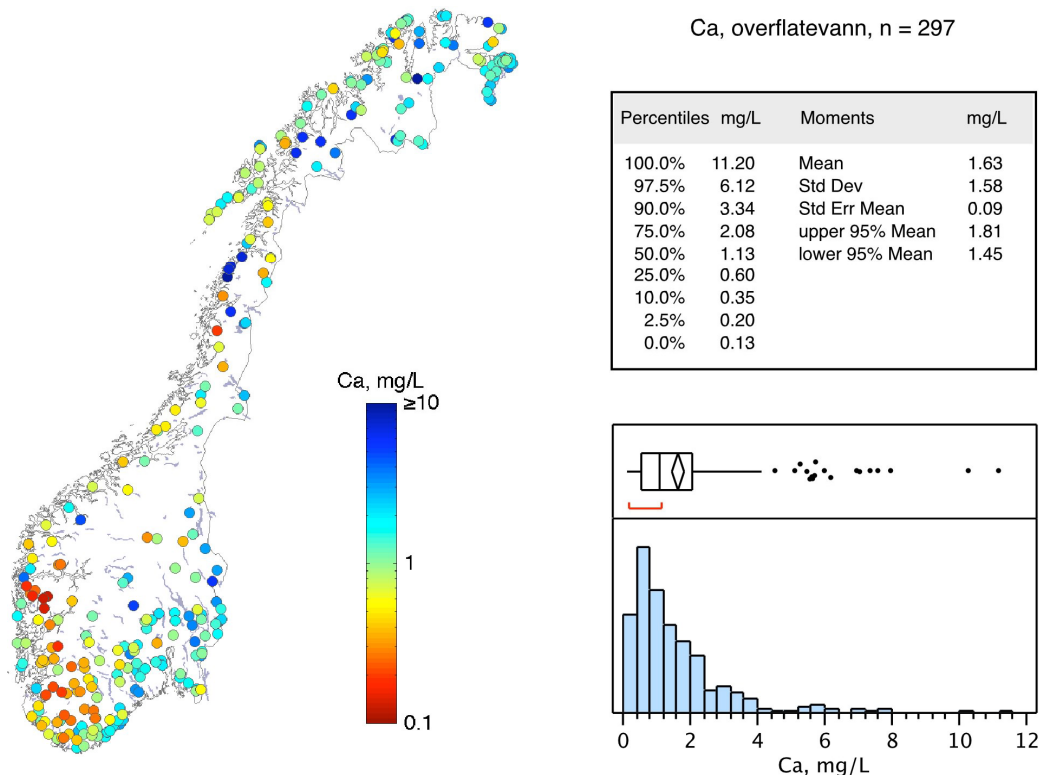 Ca, overflatevann, n = 297
Percentiles mg/L Moments mg/L
100.0% 11.20 Mean 1.63
97.5% 6.12 Std Dev 1.58
90.0% 3.34 Std Err Mean 0.09
75.0% 2.08 upper 95% Mean 1.81
50.0% 1.13 lower 95% Mean 1.45
25.0% 0.60
10.0% 0.35
2.5% 0.20
0.0% 0.13
Ca, mg/L
≥10
1
0.1
0 2 4 6 8 10 12
Ca, mg/L